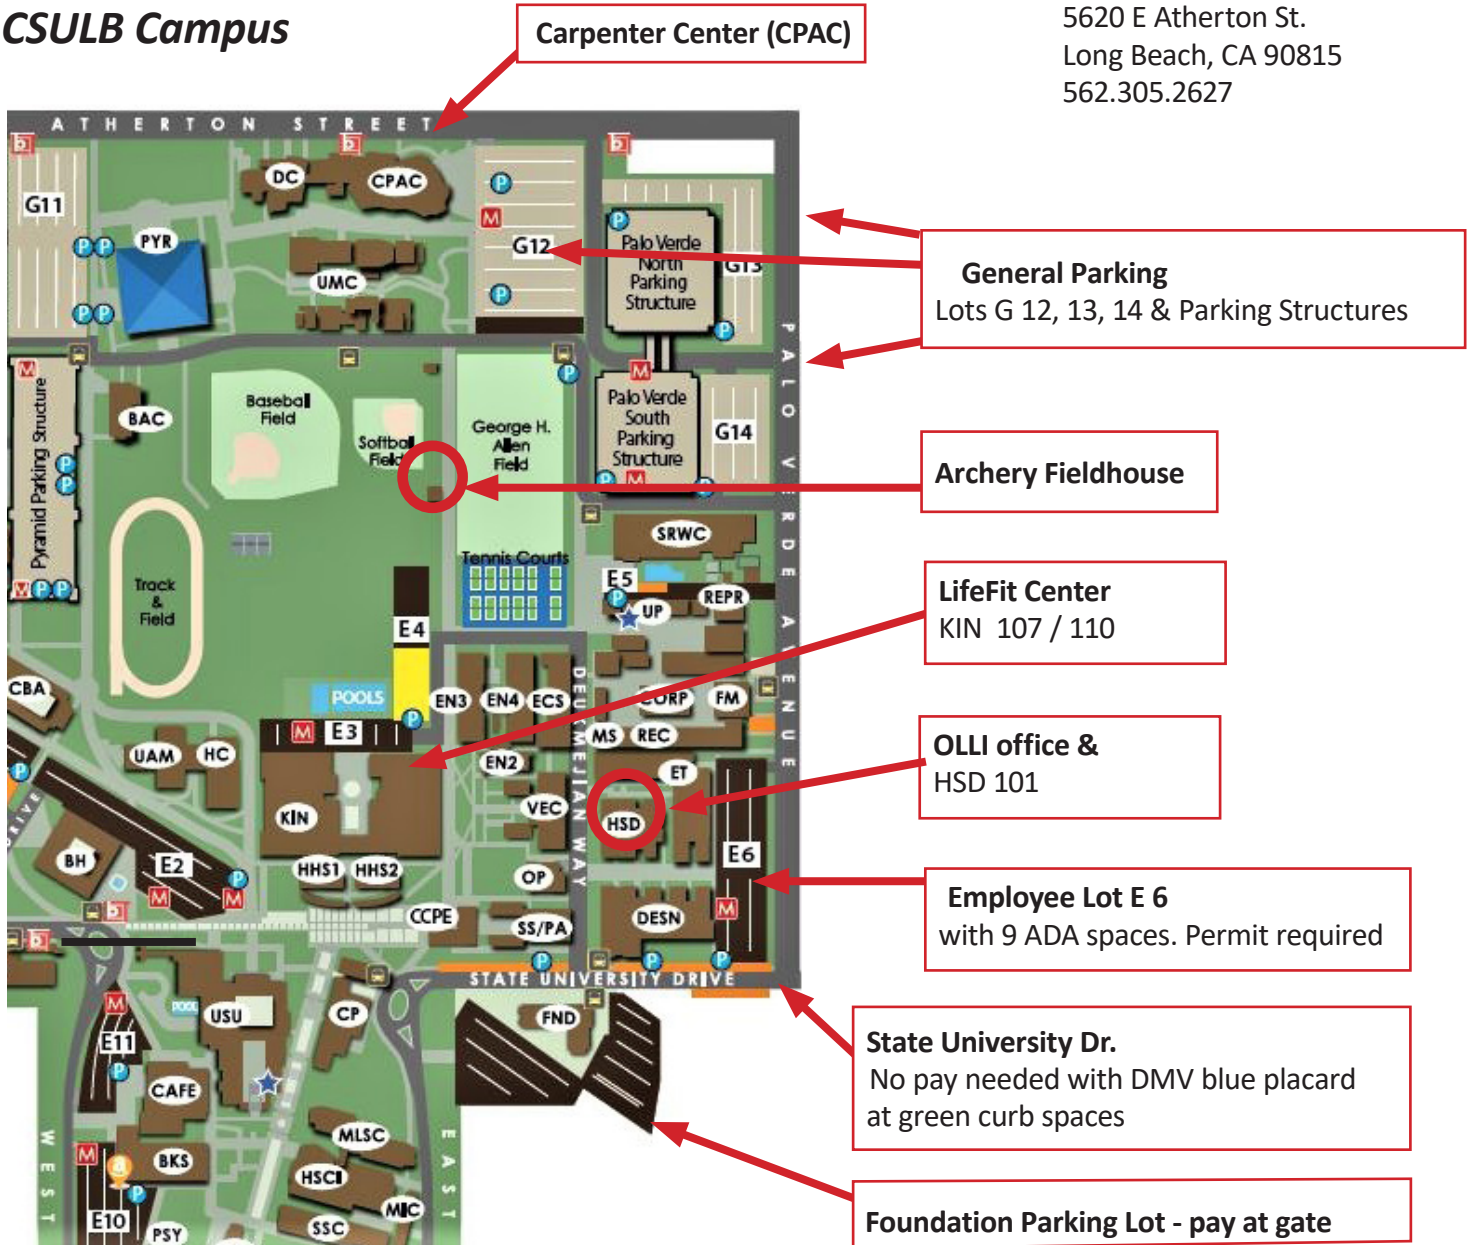 CSULB Campus
Carpenter Center (CPAC)
5620 E Atherton St.
Long Beach, CA 90815
562.305.2627
ATHERTON STREET
b
b
b
G11
DC
CPAC
P
M
G12
P
P
Palo Verde
North
Parking
Structure
G13
P
PYR
P P
P P
UMC
General Parking
Lots G 12, 13, 14 & Parking Structures
PALO VERDE AVENUE
M
Pyramid Parking Structure
P
P
M P P
BAC
Baseball
Field
Softball
Field
George H.
Allen
Field
P
M
Palo Verde
South
Parking
Structure
P
M
P
G14
Archery Fieldhouse
SRWC
Track
&
Field
Tennis Courts
E5
P
UP
REPR
LifeFit Center
KIN 107 / 110
E4
POOLS
P
CBA
EN3
EN4
ECS
DEUKMEJIAN WAY
CORP
FM
M
E3
MS
REC
UAM
HC
EN2
ET
OLLI office &
HSD 101
P
DRIVE
KIN
VEC
HSD
BH
E2
P
M
M
HHS1
HHS2
OP
E6
Employee Lot E 6
with 9 ADA spaces. Permit required
b
b
CCPE
SS/PA
DESN
M
P
P
P
STATE UNIVERSITY DRIVE
M
E11
P
POOL
USU
CP
FND
State University Dr.
No pay needed with DMV blue placard
at green curb spaces
CAFE
WEST
EAST
M
a
BKS
P
MLSC
HSCI
MIC
E10
PSY
SSC
Foundation Parking Lot - pay at gate